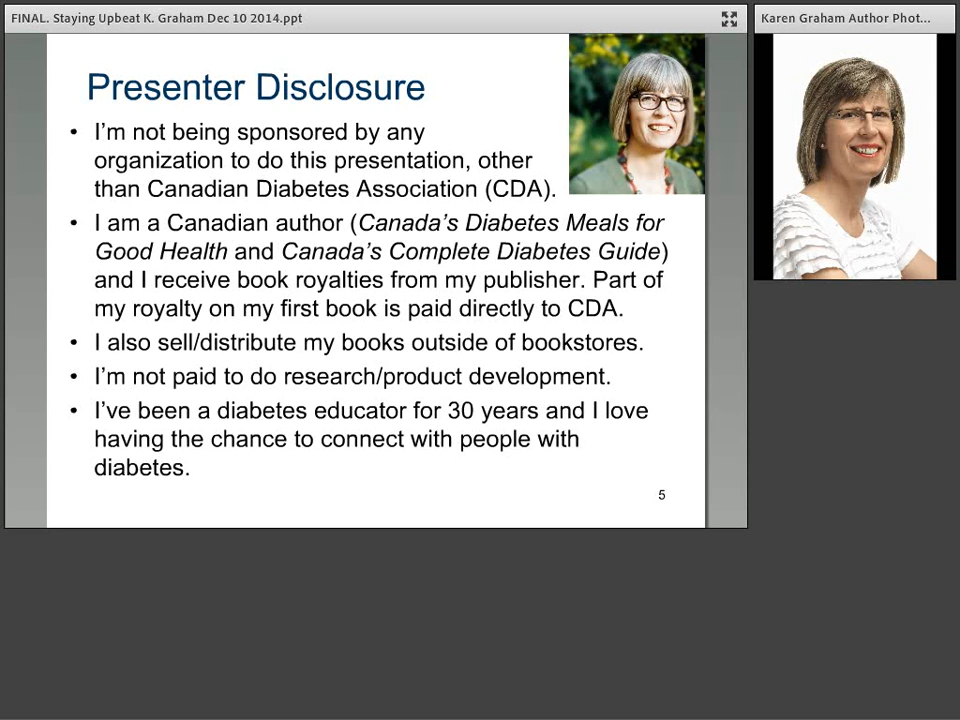 FINAL. Staying Upbeat K. Graham Dec 10 2014.ppt
Karen Graham Author Phot...
Presenter Disclosure
• I’m not being sponsored by any
organization to do this presentation, other
than Canadian Diabetes Association (CDA).
• I am a Canadian author (Canada’s Diabetes Meals for
Good Health and Canada’s Complete Diabetes Guide)
and I receive book royalties from my publisher. Part of
my royalty on my first book is paid directly to CDA.
• I also sell/distribute my books outside of bookstores.
• I’m not paid to do research/product development.
• I’ve been a diabetes educator for 30 years and I love
having the chance to connect with people with
diabetes.
5